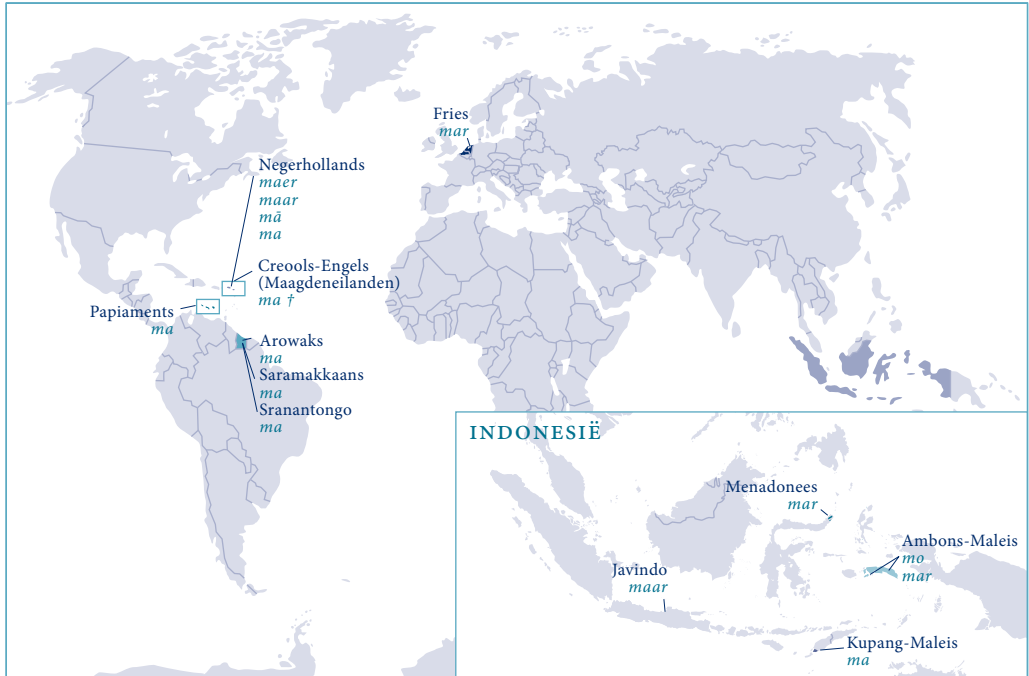 Fries
mar
Negerhollands
maer
maar
mā
ma
Creools-Engels
(Maagdeneilanden)
ma †
Papiaments
ma
Arowaks
ma
Saramakkaans
ma
Sranantongo
ma
INDONESIË
Menadonees
mar
Ambons-Maleis
mo
mar
Javindo
maar
Kupang-Maleis
ma